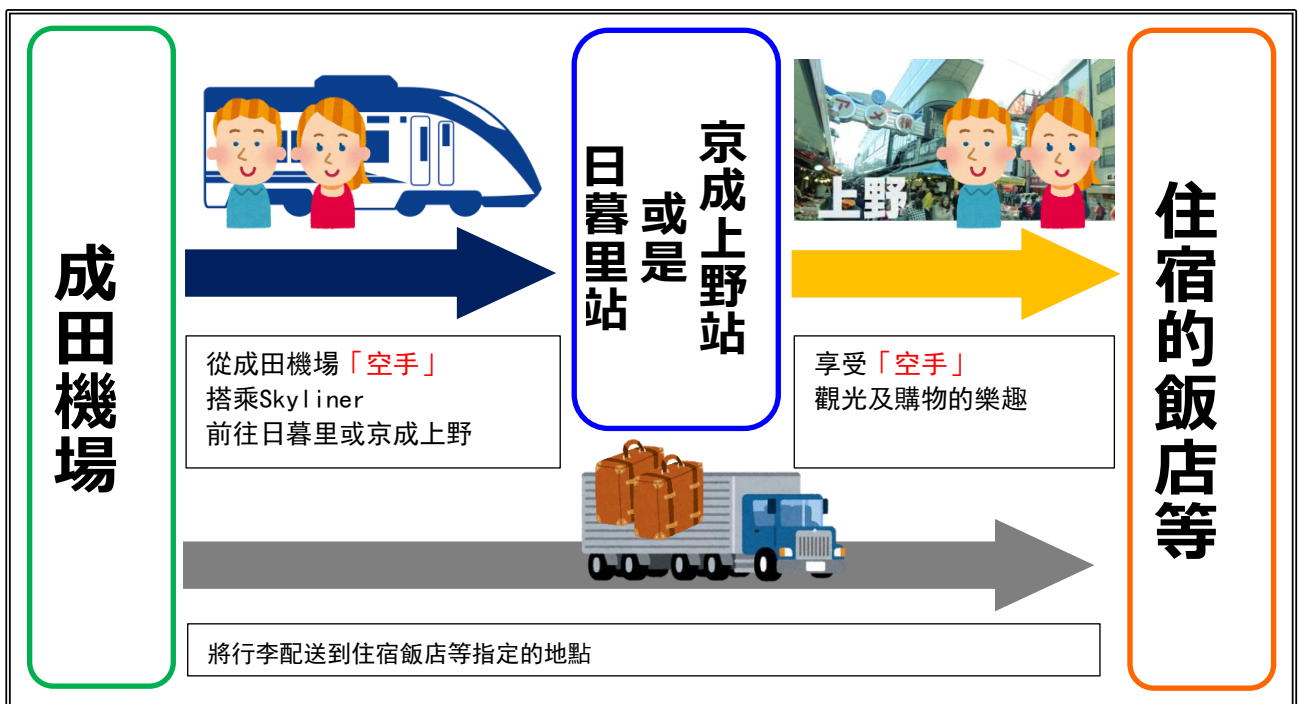 成田機場
從成田機場「空手」
搭乘Skyliner
前往日暮里或京成上野
京成上野站
或是
日暮里站
アメ横
上野
享受「空手」
觀光及購物的樂趣
住宿的飯店等
將行李配送到住宿飯店等指定的地點